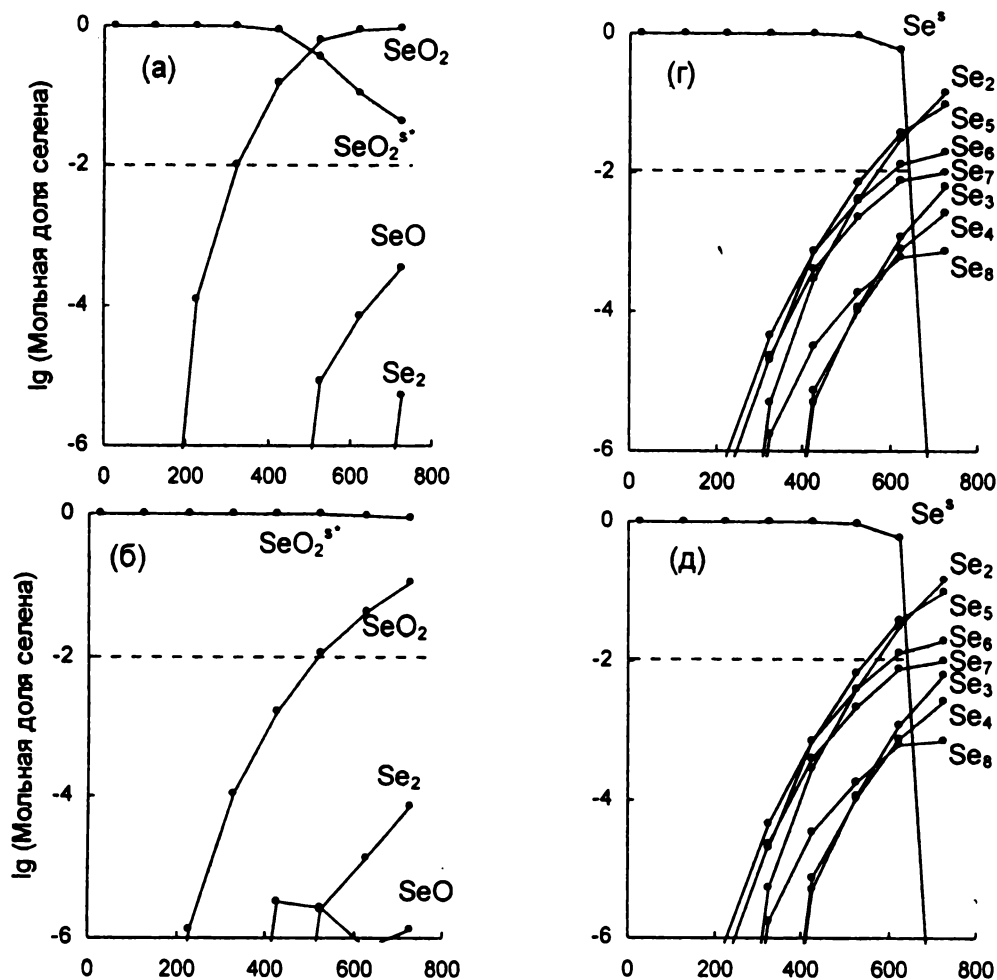 lg (Мольная доля селена)
0
-2
-4
-6
(а)
SeO₂
SeO₂ˢ*
SeO
Se₂
0 200 400 600 800
0
-2
-4
-6
(г)
Seˢ
Se₂
Se₅
Se₆
Se₇
Se₃
Se₄
Se₈
0 200 400 600 800
lg (Мольная доля селена)
0
-2
-4
-6
(б)
SeO₂ˢ*
SeO₂
Se₂
SeO
0 200 400 600 800
0
-2
-4
-6
(д)
Seˢ
Se₂
Se₅
Se₆
Se₇
Se₃
Se₄
Se₈
0 200 400 600 800